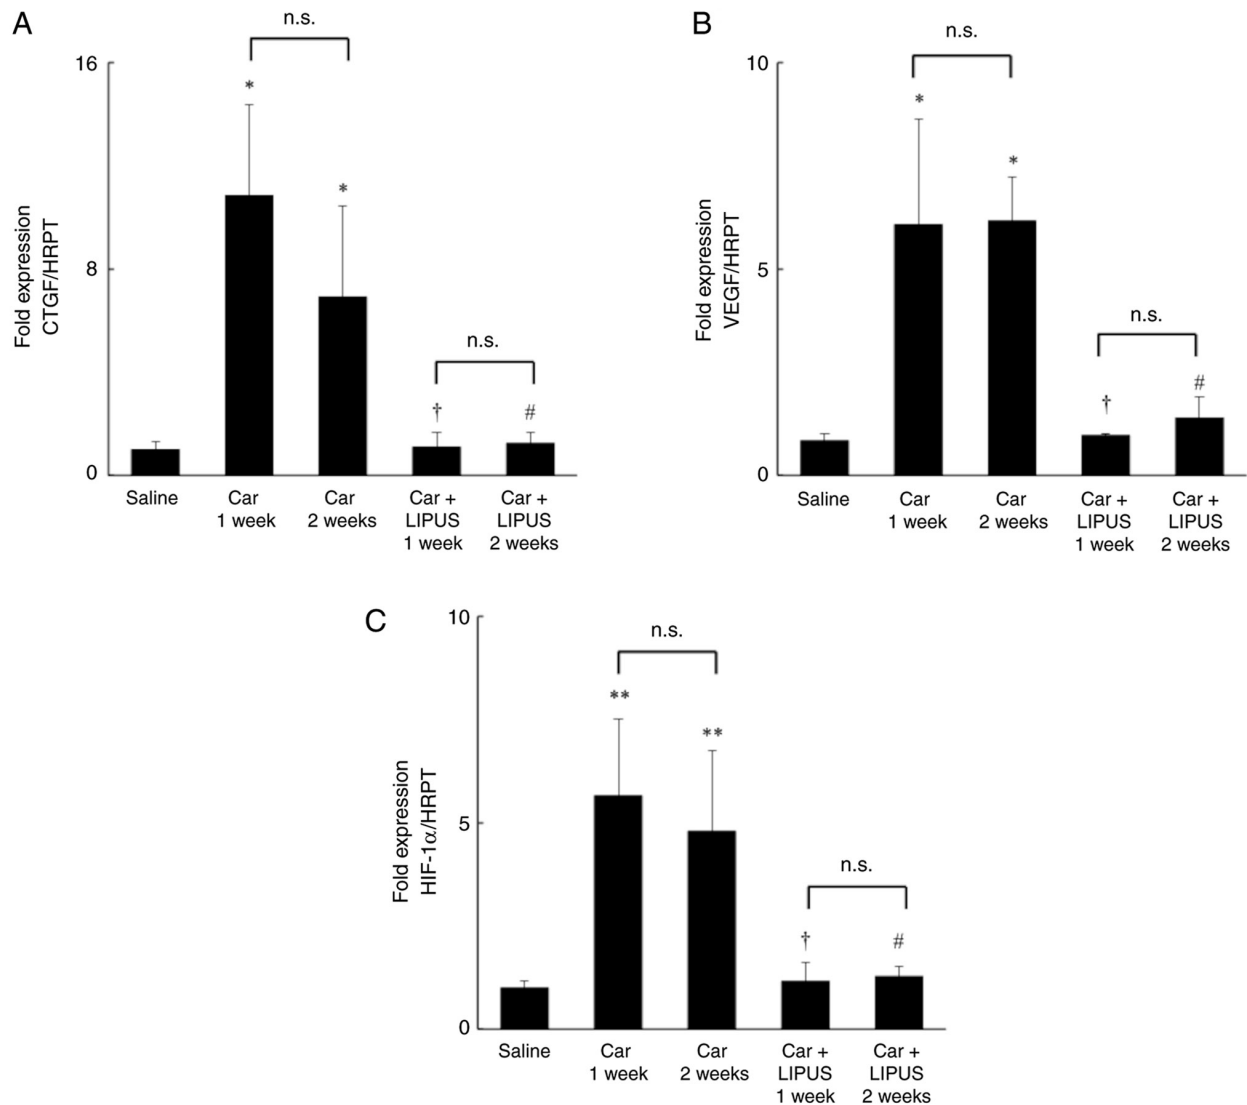 A
n.s.
16
*
*
8
n.s.
†
#
0
Fold expression
CTGF/HRPT
Saline
Car
1 week
Car
2 weeks
Car +
LIPUS
1 week
Car +
LIPUS
2 weeks
B
n.s.
10
*
*
5
n.s.
†
#
0
Fold expression
VEGF/HRPT
Saline
Car
1 week
Car
2 weeks
Car +
LIPUS
1 week
Car +
LIPUS
2 weeks
C
10
n.s.
**
**
5
n.s.
†
#
0
Fold expression
HIF-1α/HRPT
Saline
Car
1 week
Car
2 weeks
Car +
LIPUS
1 week
Car +
LIPUS
2 weeks